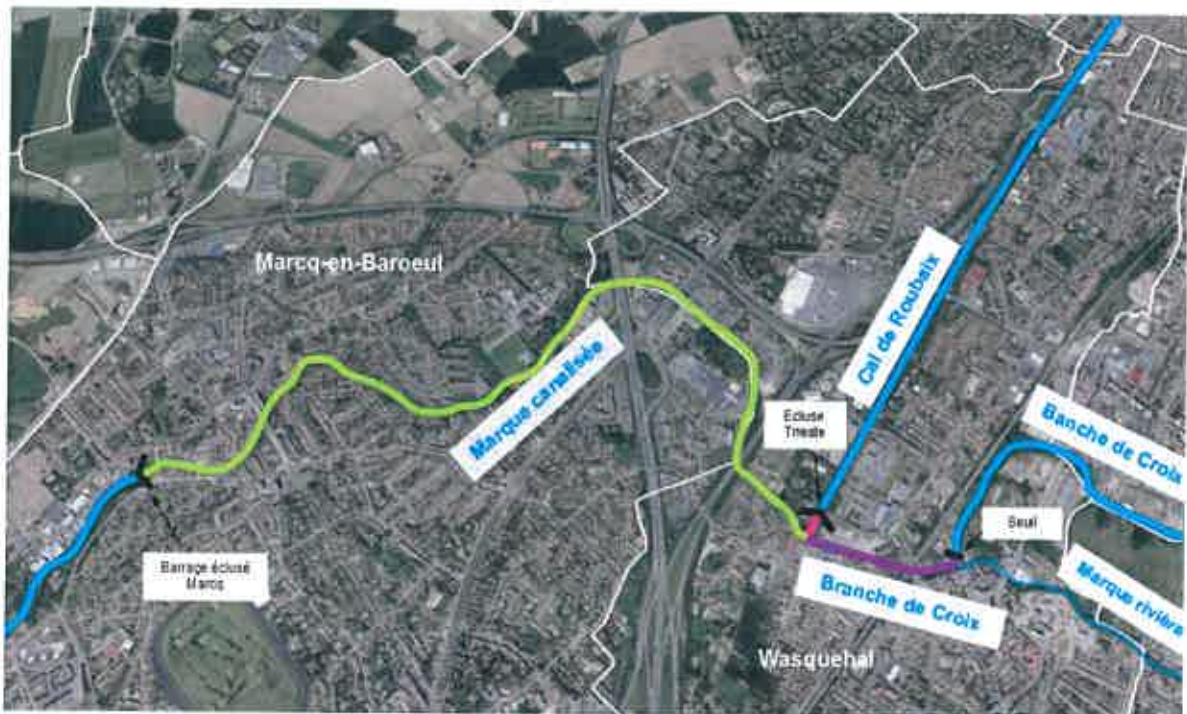 Marcq-en-Baroeul
Marque canalisée
Cal de Roubaix
Ecluse
Trieste
Banche de Croix
Seuil
Barrage éclusé
Marcq
Branche de Croix
Marque rivière
Wasquehal